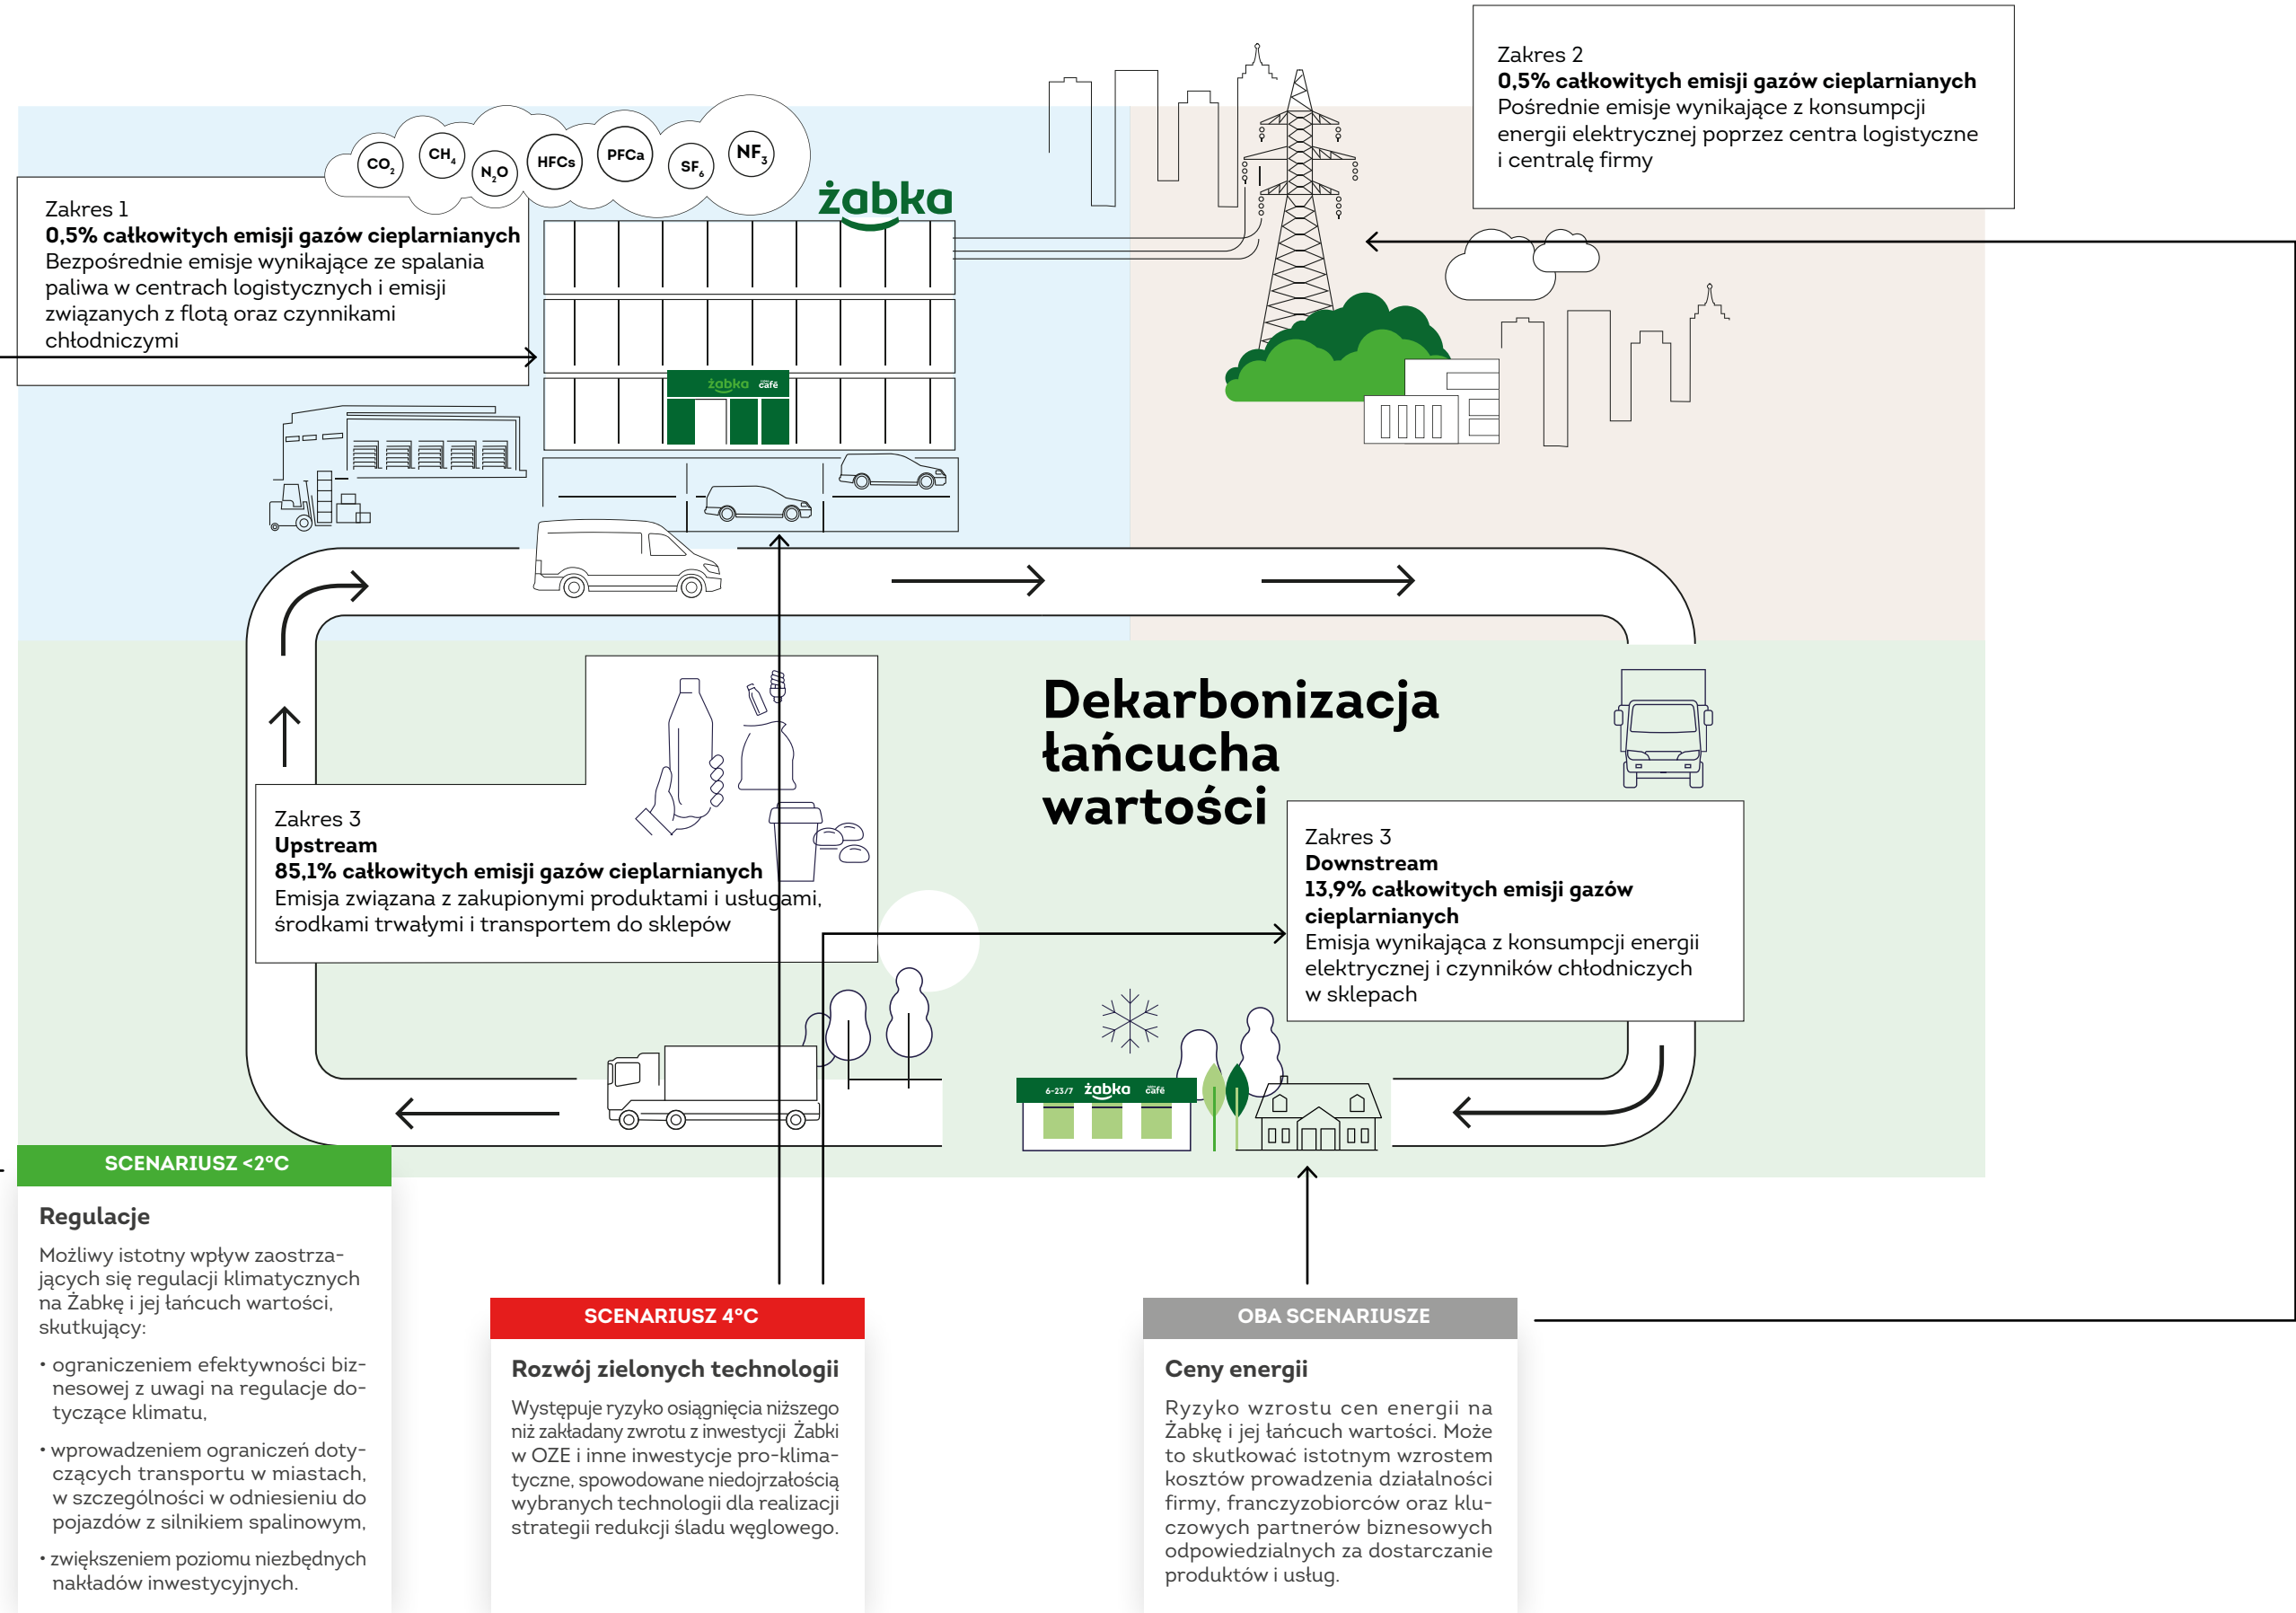 Zakres 2
0,5% całkowitych emisji gazów cieplarnianych
Pośrednie emisje wynikające z konsumpcji
energii elektrycznej poprzez centra logistyczne
i centralę firmy
CO2
CH4
N2O
HFCs
PFCa
SF6
NF3
żabka
Zakres 1
0,5% całkowitych emisji gazów cieplarnianych
Bezpośrednie emisje wynikające ze spalania
paliwa w centrach logistycznych i emisji
związanych z flotą oraz czynnikami
chłodniczymi
żabka
café
Dekarbonizacja
łańcucha
wartości
Zakres 3
Upstream
85,1% całkowitych emisji gazów cieplarnianych
Emisja związana z zakupionymi produktami i usługami,
środkami trwałymi i transportem do sklepów
Zakres 3
Downstream
13,9% całkowitych emisji gazów
cieplarnianych
Emisja wynikająca z konsumpcji energii
elektrycznej i czynników chłodniczych
w sklepach
6-23/7 żabka café
SCENARIUSZ <2°C
Regulacje
Możliwy istotny wpływ zaostrza-
jących się regulacji klimatycznych
na Żabkę i jej łańcuch wartości,
skutkujący:
• ograniczeniem efektywności biz-
nesowej z uwagi na regulacje do-
tyczące klimatu,
• wprowadzeniem ograniczeń doty-
czących transportu w miastach,
w szczególności w odniesieniu do
pojazdów z silnikiem spalinowym,
• zwiększeniem poziomu niezbędnych
nakładów inwestycyjnych.
SCENARIUSZ 4°C
Rozwój zielonych technologii
Występuje ryzyko osiągnięcia niższego
niż zakładany zwrotu z inwestycji Żabki
w OZE i inne inwestycje pro-klima-
tyczne, spowodowane niedojrzałością
wybranych technologii dla realizacji
strategii redukcji śladu węglowego.
OBA SCENARIUSZE
Ceny energii
Ryzyko wzrostu cen energii na
Żabkę i jej łańcuch wartości. Może
to skutkować istotnym wzrostem
kosztów prowadzenia działalności
firmy, franczyzobiorców oraz klu-
czowych partnerów biznesowych
odpowiedzialnych za dostarczanie
produktów i usług.